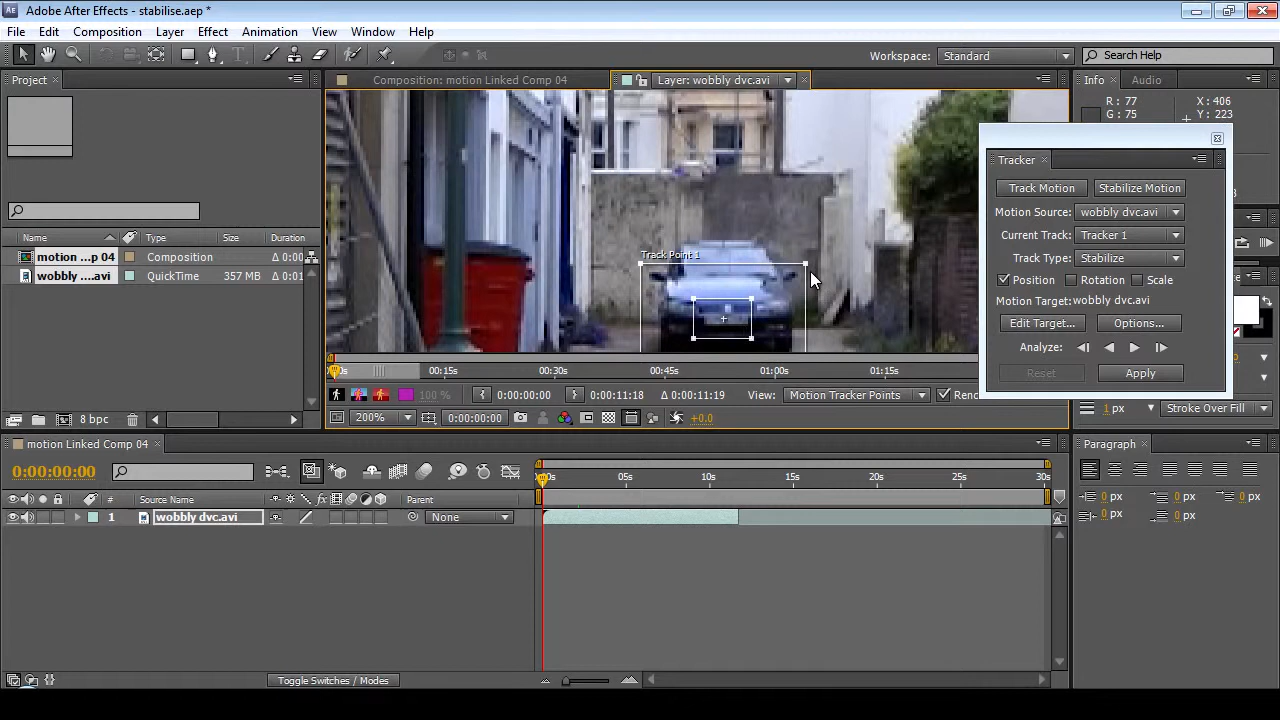 Adobe After Effects - stabilise.aep *
File Edit Composition Layer Effect Animation View Window Help
Workspace: Standard Search Help
Project
Composition: motion Linked Comp 04
Layer: wobbly dvc.avi
Info Audio
R : 77
G : 75
X : 406
Y : 223
Tracker
Track Motion Stabilize Motion
Motion Source: wobbly dvc.avi
Current Track: Tracker 1
Track Type: Stabilize
Position Rotation Scale
Motion Target: wobbly dvc.avi
Edit Target... Options...
Analyze:
Reset Apply
Name Type Size Duration
motion ...p 04 Composition Δ 0:00
wobbly ....avi QuickTime 357 MB Δ 0:01
Track Point 1
00:15s 00:30s 00:45s 01:00s 01:15s
100 % 0:00:00:00 0:00:11:18 Δ 0:00:11:19 View: Motion Tracker Points Ren
200% 0:00:00:00 +0.0
8 bpc
1 px Stroke Over Fill
motion Linked Comp 04
0:00:00:00
# Source Name Parent
1 wobbly dvc.avi None
05s 10s 15s 20s 25s 30s
Paragraph
0 px 0 px 0 px
0 px 0 px
Toggle Switches / Modes